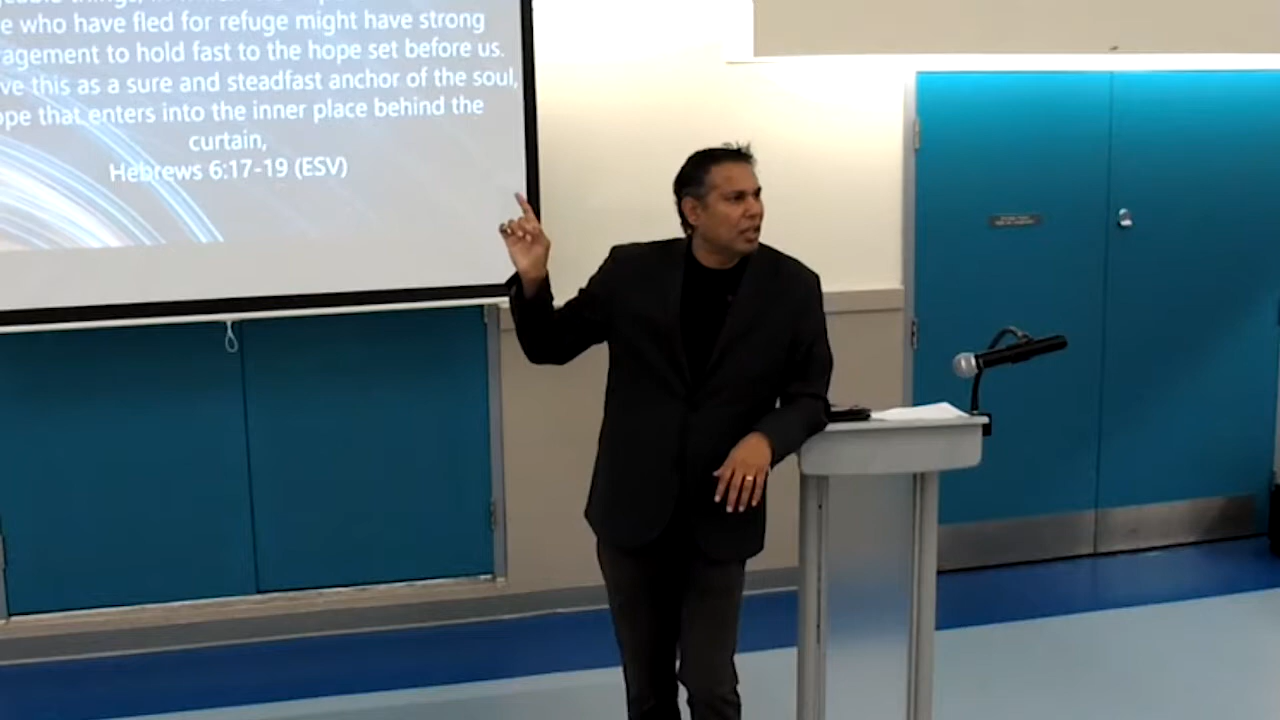 things,
e who have fled for refuge might have strong
agement to hold fast to the hope set before us.
ve this as a sure and steadfast anchor of the soul,
ope that enters into the inner place behind the
curtain,
Hebrews 6:17-19 (ESV)